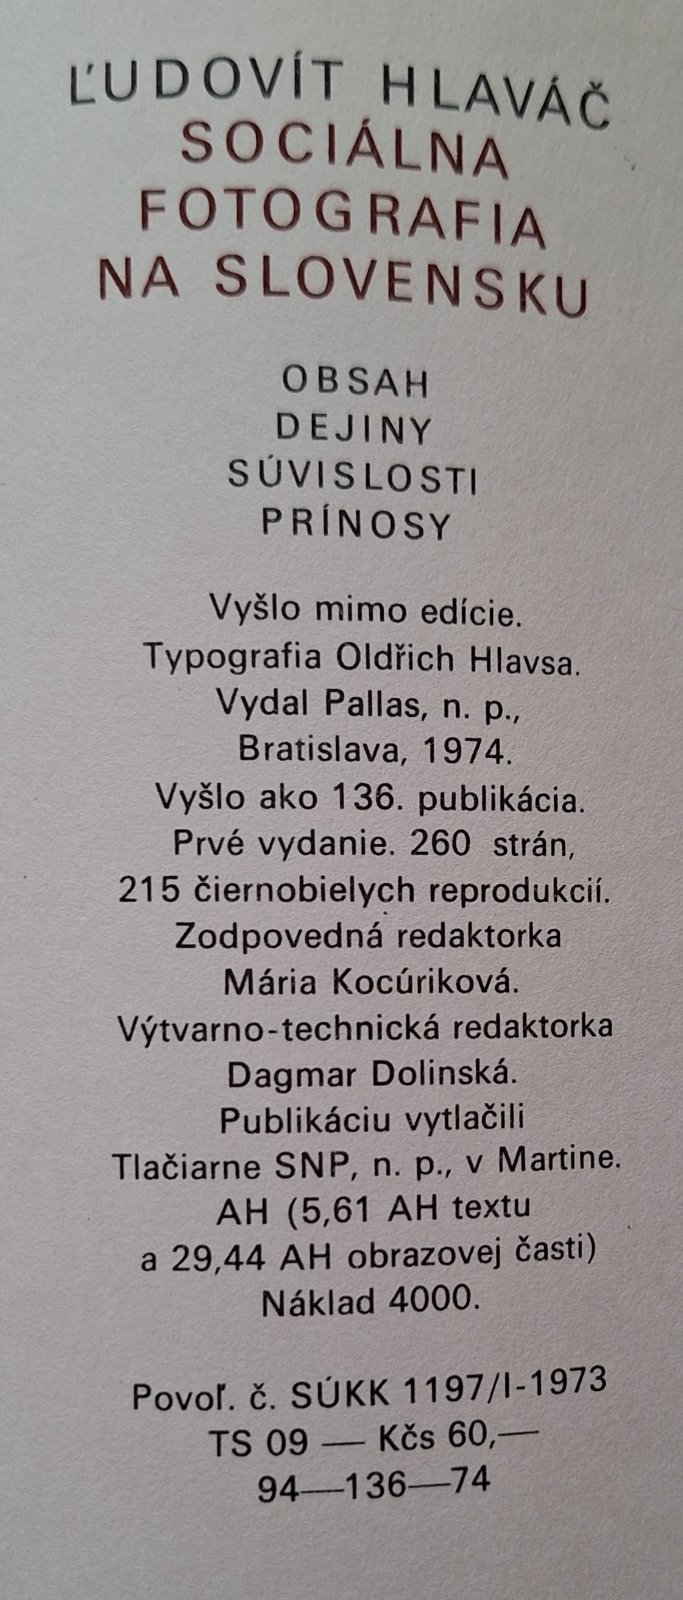 ĽUDOVÍT HLAVÁČ
SOCIÁLNA
FOTOGRAFIA
NA SLOVENSKU
OBSAH
DEJINY
SÚVISLOSTI
PRÍNOSY
Vyšlo mimo edície.
Typografia Oldřich Hlavsa.
Vydal Pallas, n. p.,
Bratislava, 1974.
Vyšlo ako 136. publikácia.
Prvé vydanie. 260 strán,
215 čiernobielych reprodukcií.
Zodpovedná redaktorka
Mária Kocúriková.
Výtvarno-technická redaktorka
Dagmar Dolinská.
Publikáciu vytlačili
Tlačiarne SNP, n. p., v Martine.
AH (5,61 AH textu
a 29,44 AH obrazovej časti)
Náklad 4000.
Povoľ. č. SÚKK 1197/I-1973
TS 09 — Kčs 60,—
94—136—74